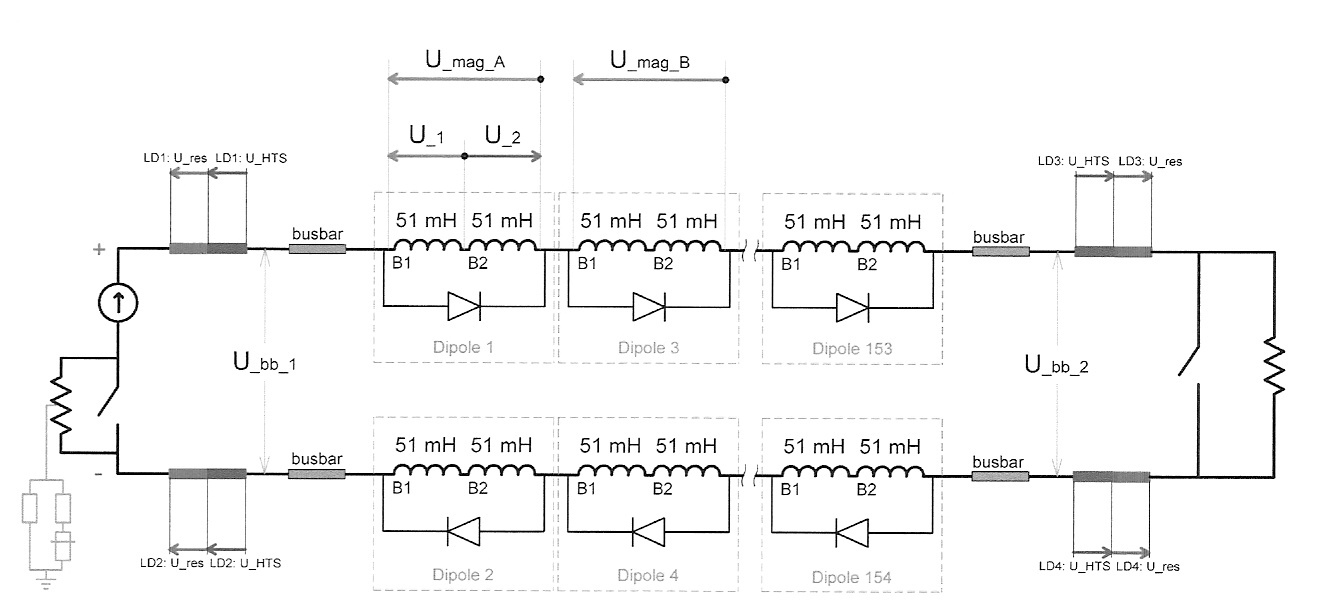 U_mag_A U_mag_B
U_1 U_2
LD1: U_res LD1: U_HTS LD3: U_HTS LD3: U_res
51 mH 51 mH 51 mH 51 mH 51 mH 51 mH
+ busbar busbar
B1 B2 B1 B2 B1 B2
Dipole 1 Dipole 3 Dipole 153
U_bb_1 U_bb_2
51 mH 51 mH 51 mH 51 mH 51 mH 51 mH
- busbar busbar
B1 B2 B1 B2 B1 B2
LD2: U_res LD2: U_HTS LD4: U_HTS LD4: U_res
Dipole 2 Dipole 4 Dipole 154